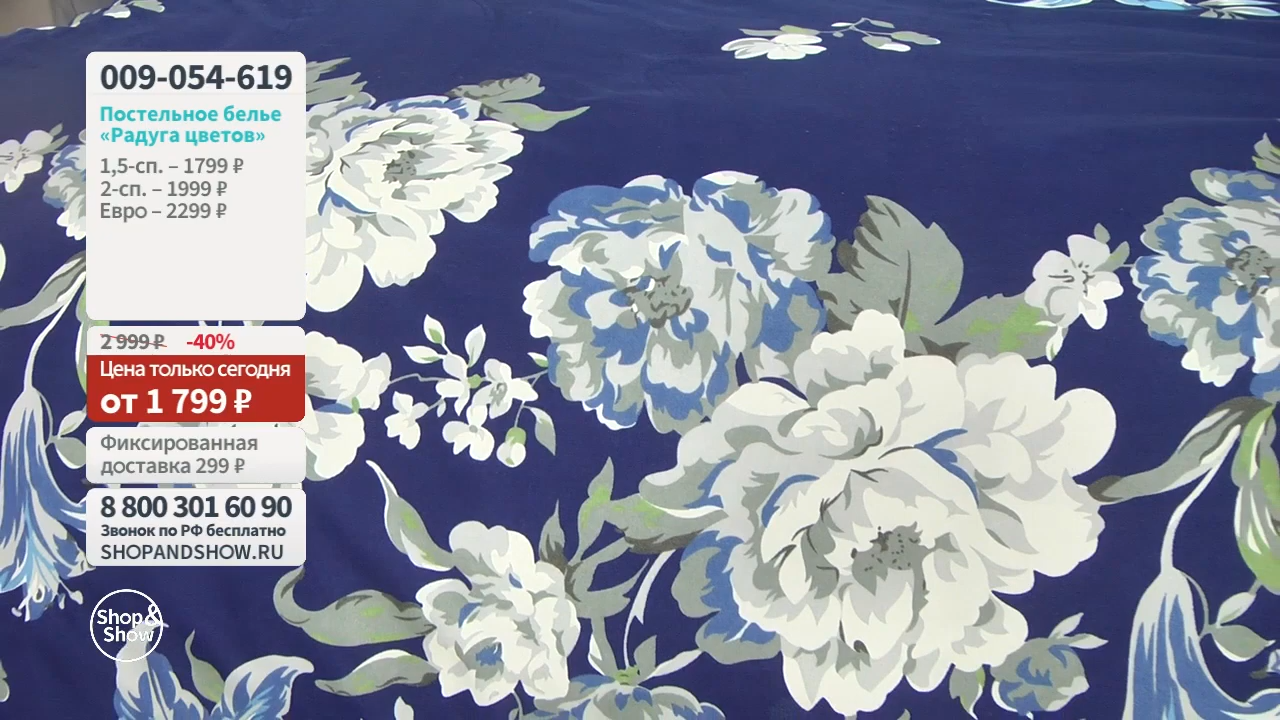 009-054-619
Постельное белье
«Радуга цветов»
1,5-сп. – 1799 ₽
2-сп. – 1999 ₽
Евро – 2299 ₽
2 999 ₽ -40%
Цена только сегодня
от 1 799 ₽
Фиксированная
доставка 299 ₽
8 800 301 60 90
Звонок по РФ бесплатно
SHOPANDSHOW.RU
Shop&
Show